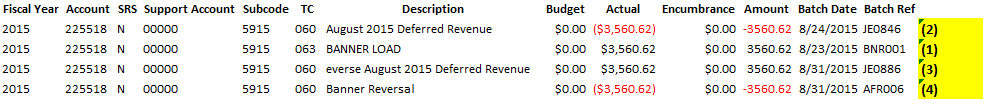 Fiscal Year Account SRS Support Account Subcode TC Description Budget Actual Encumbrance Amount Batch Date Batch Ref
2015 225518 N 00000 5915 060 August 2015 Deferred Revenue $0.00 ($3,560.62) $0.00 -3560.62 8/24/2015 JE0846 (2)
2015 225518 N 00000 5915 063 BANNER LOAD $0.00 $3,560.62 $0.00 3560.62 8/23/2015 BNR001 (1)
2015 225518 N 00000 5915 060 everse August 2015 Deferred Revenue $0.00 $3,560.62 $0.00 3560.62 8/31/2015 JE0886 (3)
2015 225518 N 00000 5915 060 Banner Reversal $0.00 ($3,560.62) $0.00 -3560.62 8/31/2015 AFR006 (4)